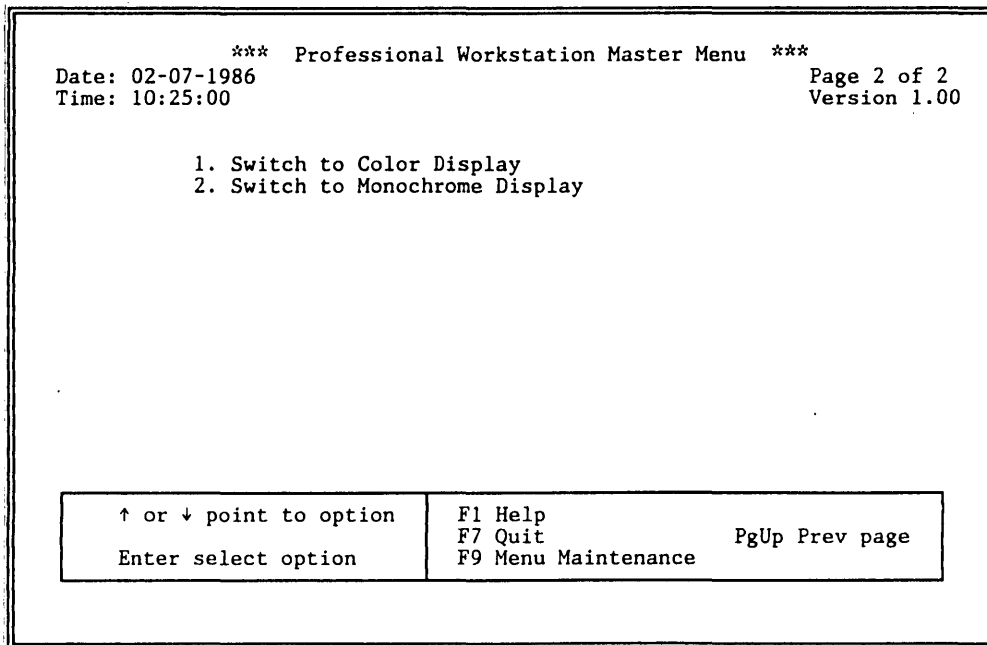 *** Professional Workstation Master Menu ***
Date: 02-07-1986 Page 2 of 2
Time: 10:25:00 Version 1.00
1. Switch to Color Display
2. Switch to Monochrome Display
↑ or ↓ point to option F1 Help
F7 Quit PgUp Prev page
Enter select option F9 Menu Maintenance